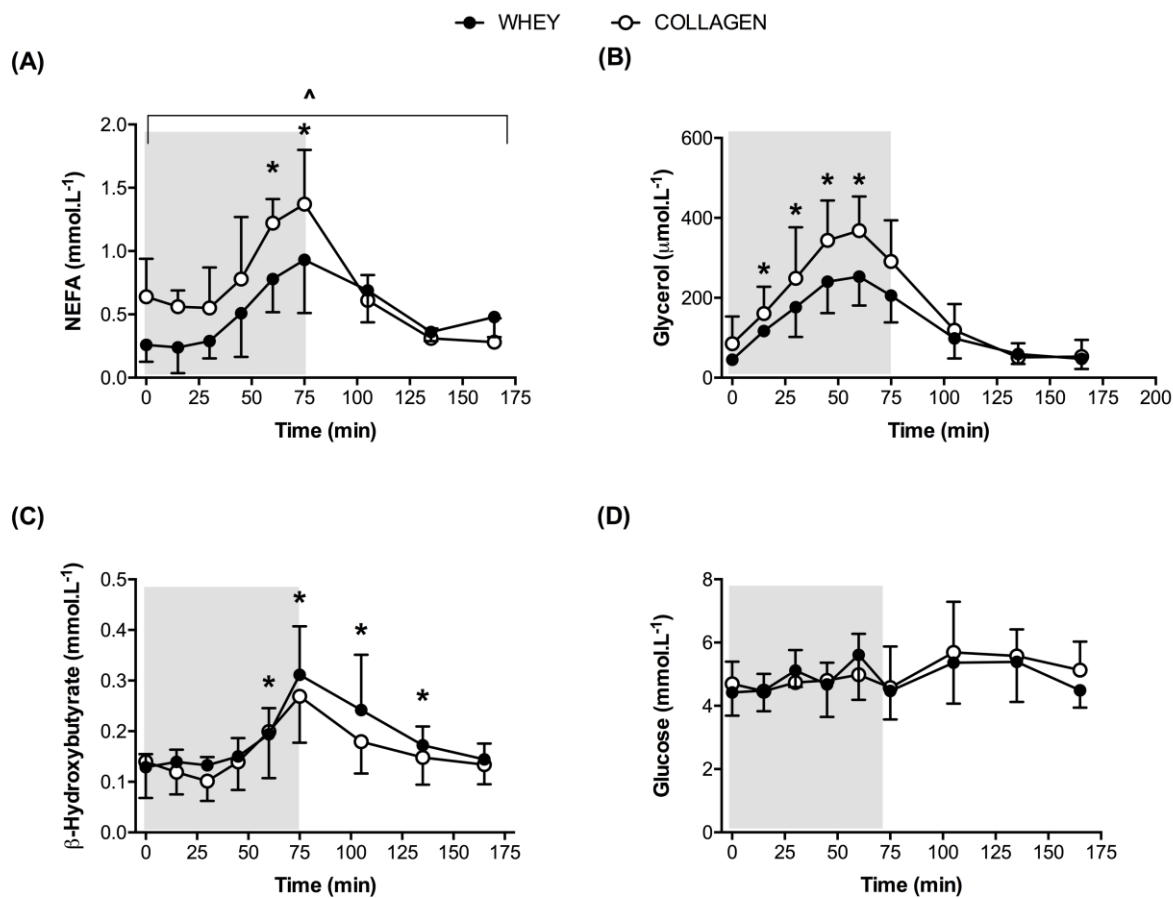 WHEY COLLAGEN
(A)
^
* *
NEFA (mmol.L⁻¹)
2.0
1.5
1.0
0.5
0.0
0 25 50 75 100 125 150 175
Time (min)
(B)
* * * *
Glycerol (μmol.L⁻¹)
600
400
200
0
0 25 50 75 100 125 150 175 200
Time (min)
(C)
* * * *
β-Hydroxybutyrate (mmol.L⁻¹)
0.5
0.4
0.3
0.2
0.1
0.0
0 25 50 75 100 125 150 175
Time (min)
(D)
Glucose (mmol.L⁻¹)
8
6
4
2
0
0 25 50 75 100 125 150 175
Time (min)